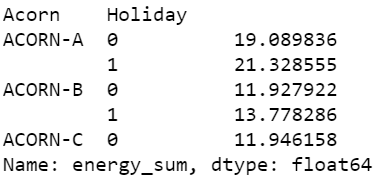 Acorn    Holiday
ACORN-A  0          19.089836
         1          21.328555
ACORN-B  0          11.927922
         1          13.778286
ACORN-C  0          11.946158
Name: energy_sum, dtype: float64